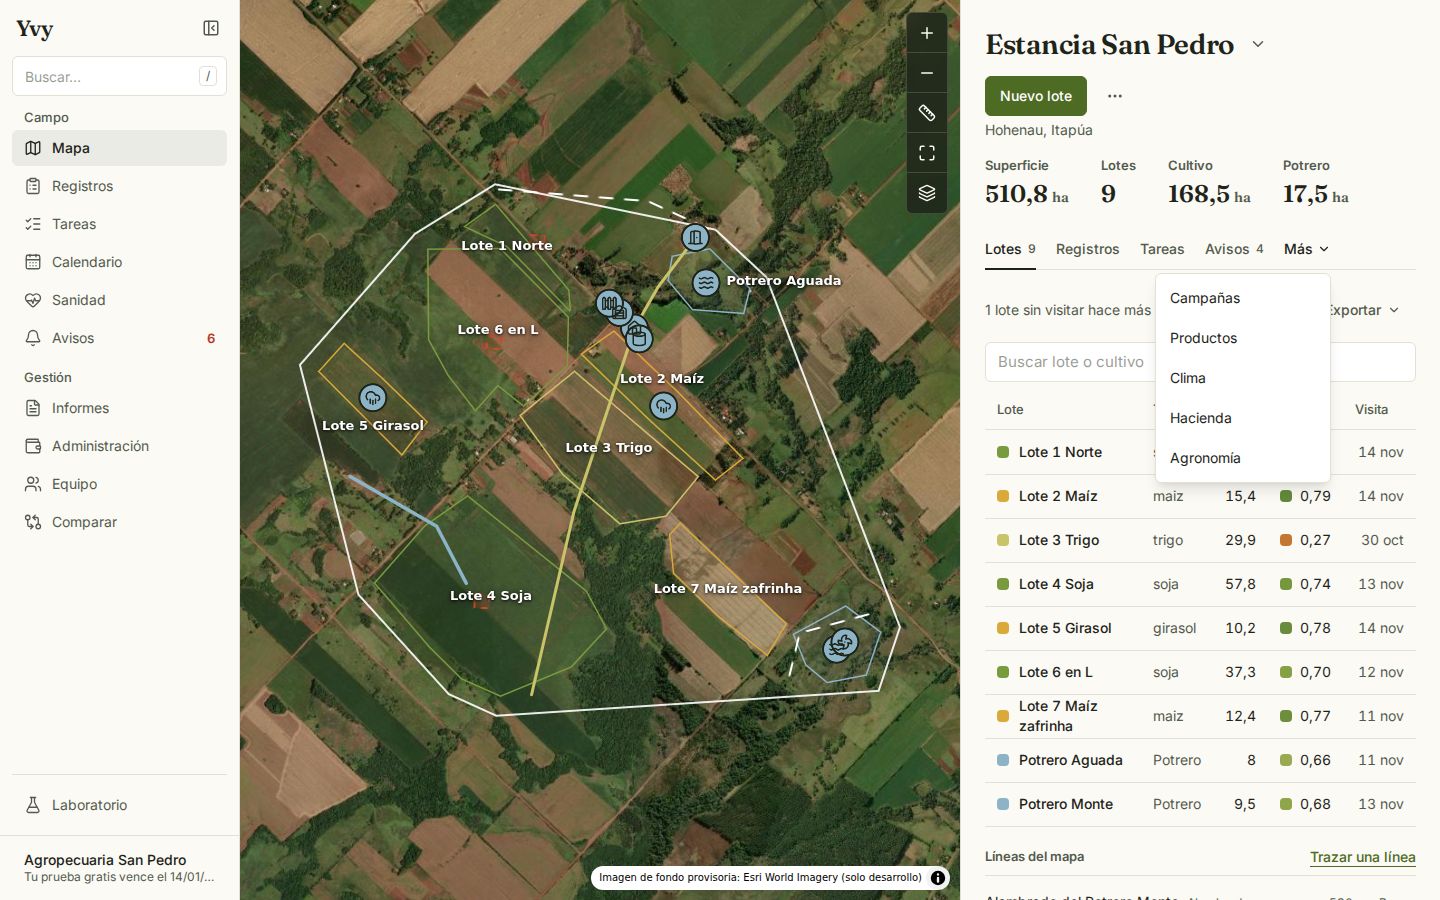 Yvy
Buscar...
/
Campo
Mapa
Registros
Tareas
Calendario
Sanidad
Avisos 6
Gestión
Informes
Administración
Equipo
Comparar
Laboratorio
Agropecuaria San Pedro
Tu prueba gratis vence el 14/01/...
Lote 1 Norte
Potrero Aguada
Lote 6 en L
Lote 2 Maíz
Lote 5 Girasol
Lote 3 Trigo
Lote 7 Maíz zafrinha
Lote 4 Soja
Imagen de fondo provisoria: Esri World Imagery (solo desarrollo)
Estancia San Pedro
Nuevo lote
Hohenau, Itapúa
Superficie Lotes Cultivo Potrero
510,8 ha 9 168,5 ha 17,5 ha
Lotes 9 Registros Tareas Avisos 4 Más
Campañas
Productos
Clima
Hacienda
Agronomía
1 lote sin visitar hace más
Exportar
Buscar lote o cultivo
Lote Visita
Lote 1 Norte 14 nov
Lote 2 Maíz maiz 15,4 0,79 14 nov
Lote 3 Trigo trigo 29,9 0,27 30 oct
Lote 4 Soja soja 57,8 0,74 13 nov
Lote 5 Girasol girasol 10,2 0,78 14 nov
Lote 6 en L soja 37,3 0,70 12 nov
Lote 7 Maíz zafrinha maiz 12,4 0,77 11 nov
Potrero Aguada Potrero 8 0,66 11 nov
Potrero Monte Potrero 9,5 0,68 13 nov
Líneas del mapa Trazar una línea